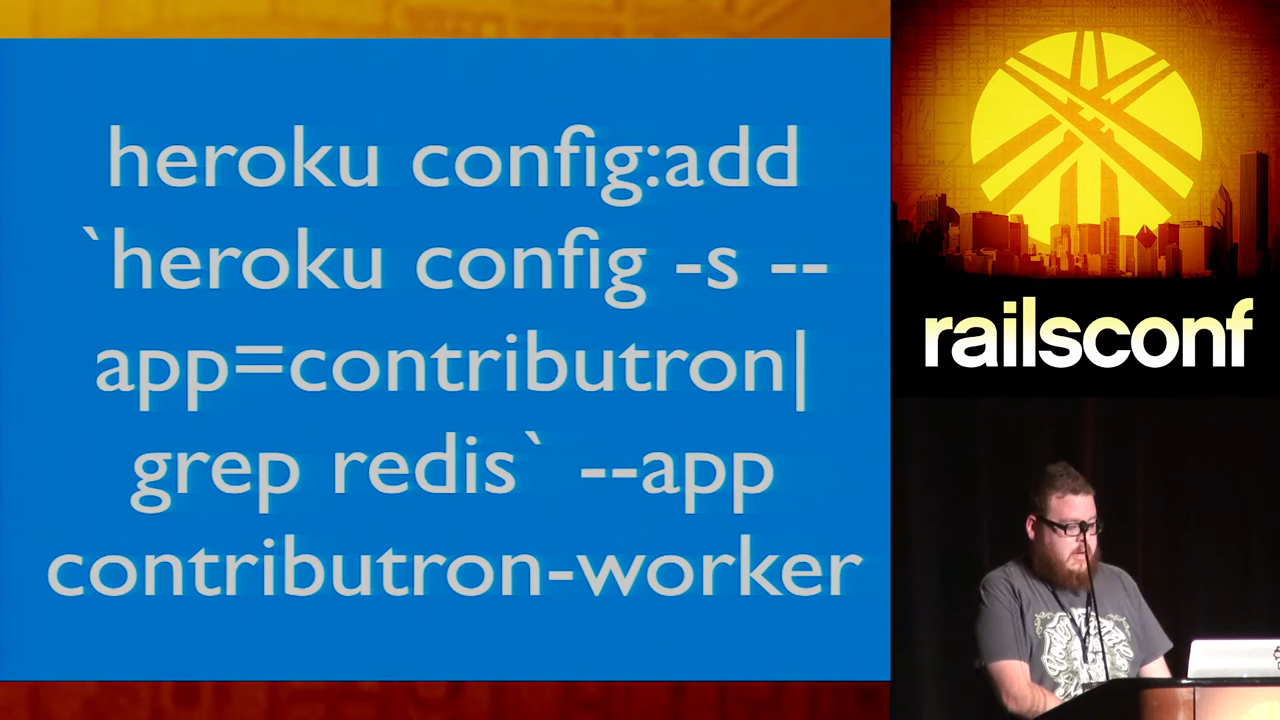 heroku config:add
`heroku config -s --
app=contributron|
grep redis` --app
contributron-worker
railsconf